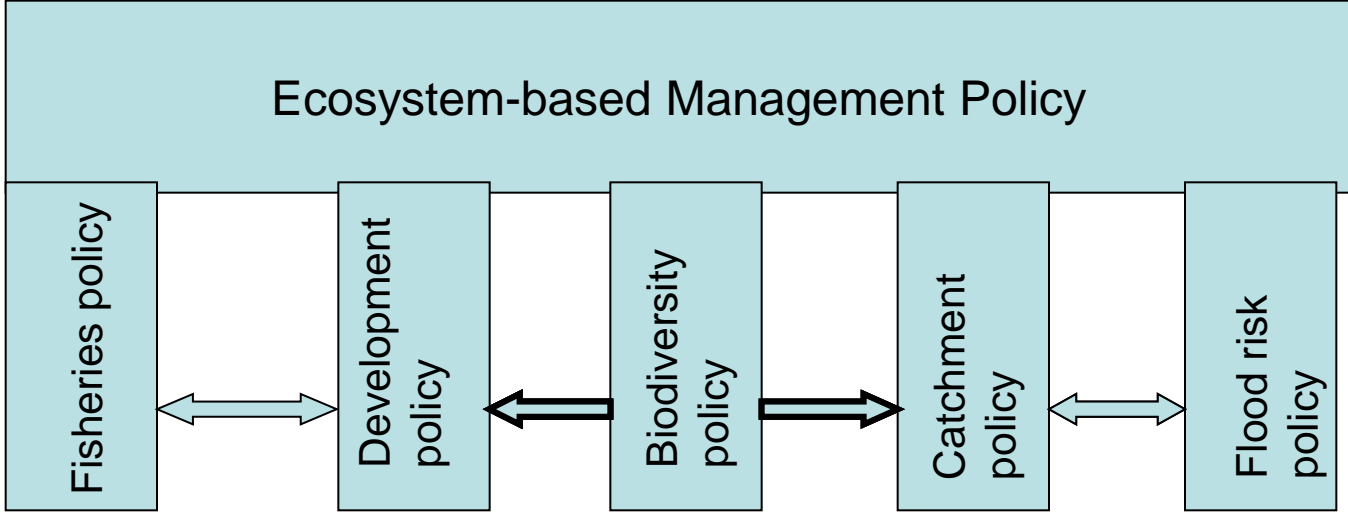 Ecosystem-based Management Policy
Fisheries policy
Development
policy
Biodiversity
policy
Catchment
policy
Flood risk
policy